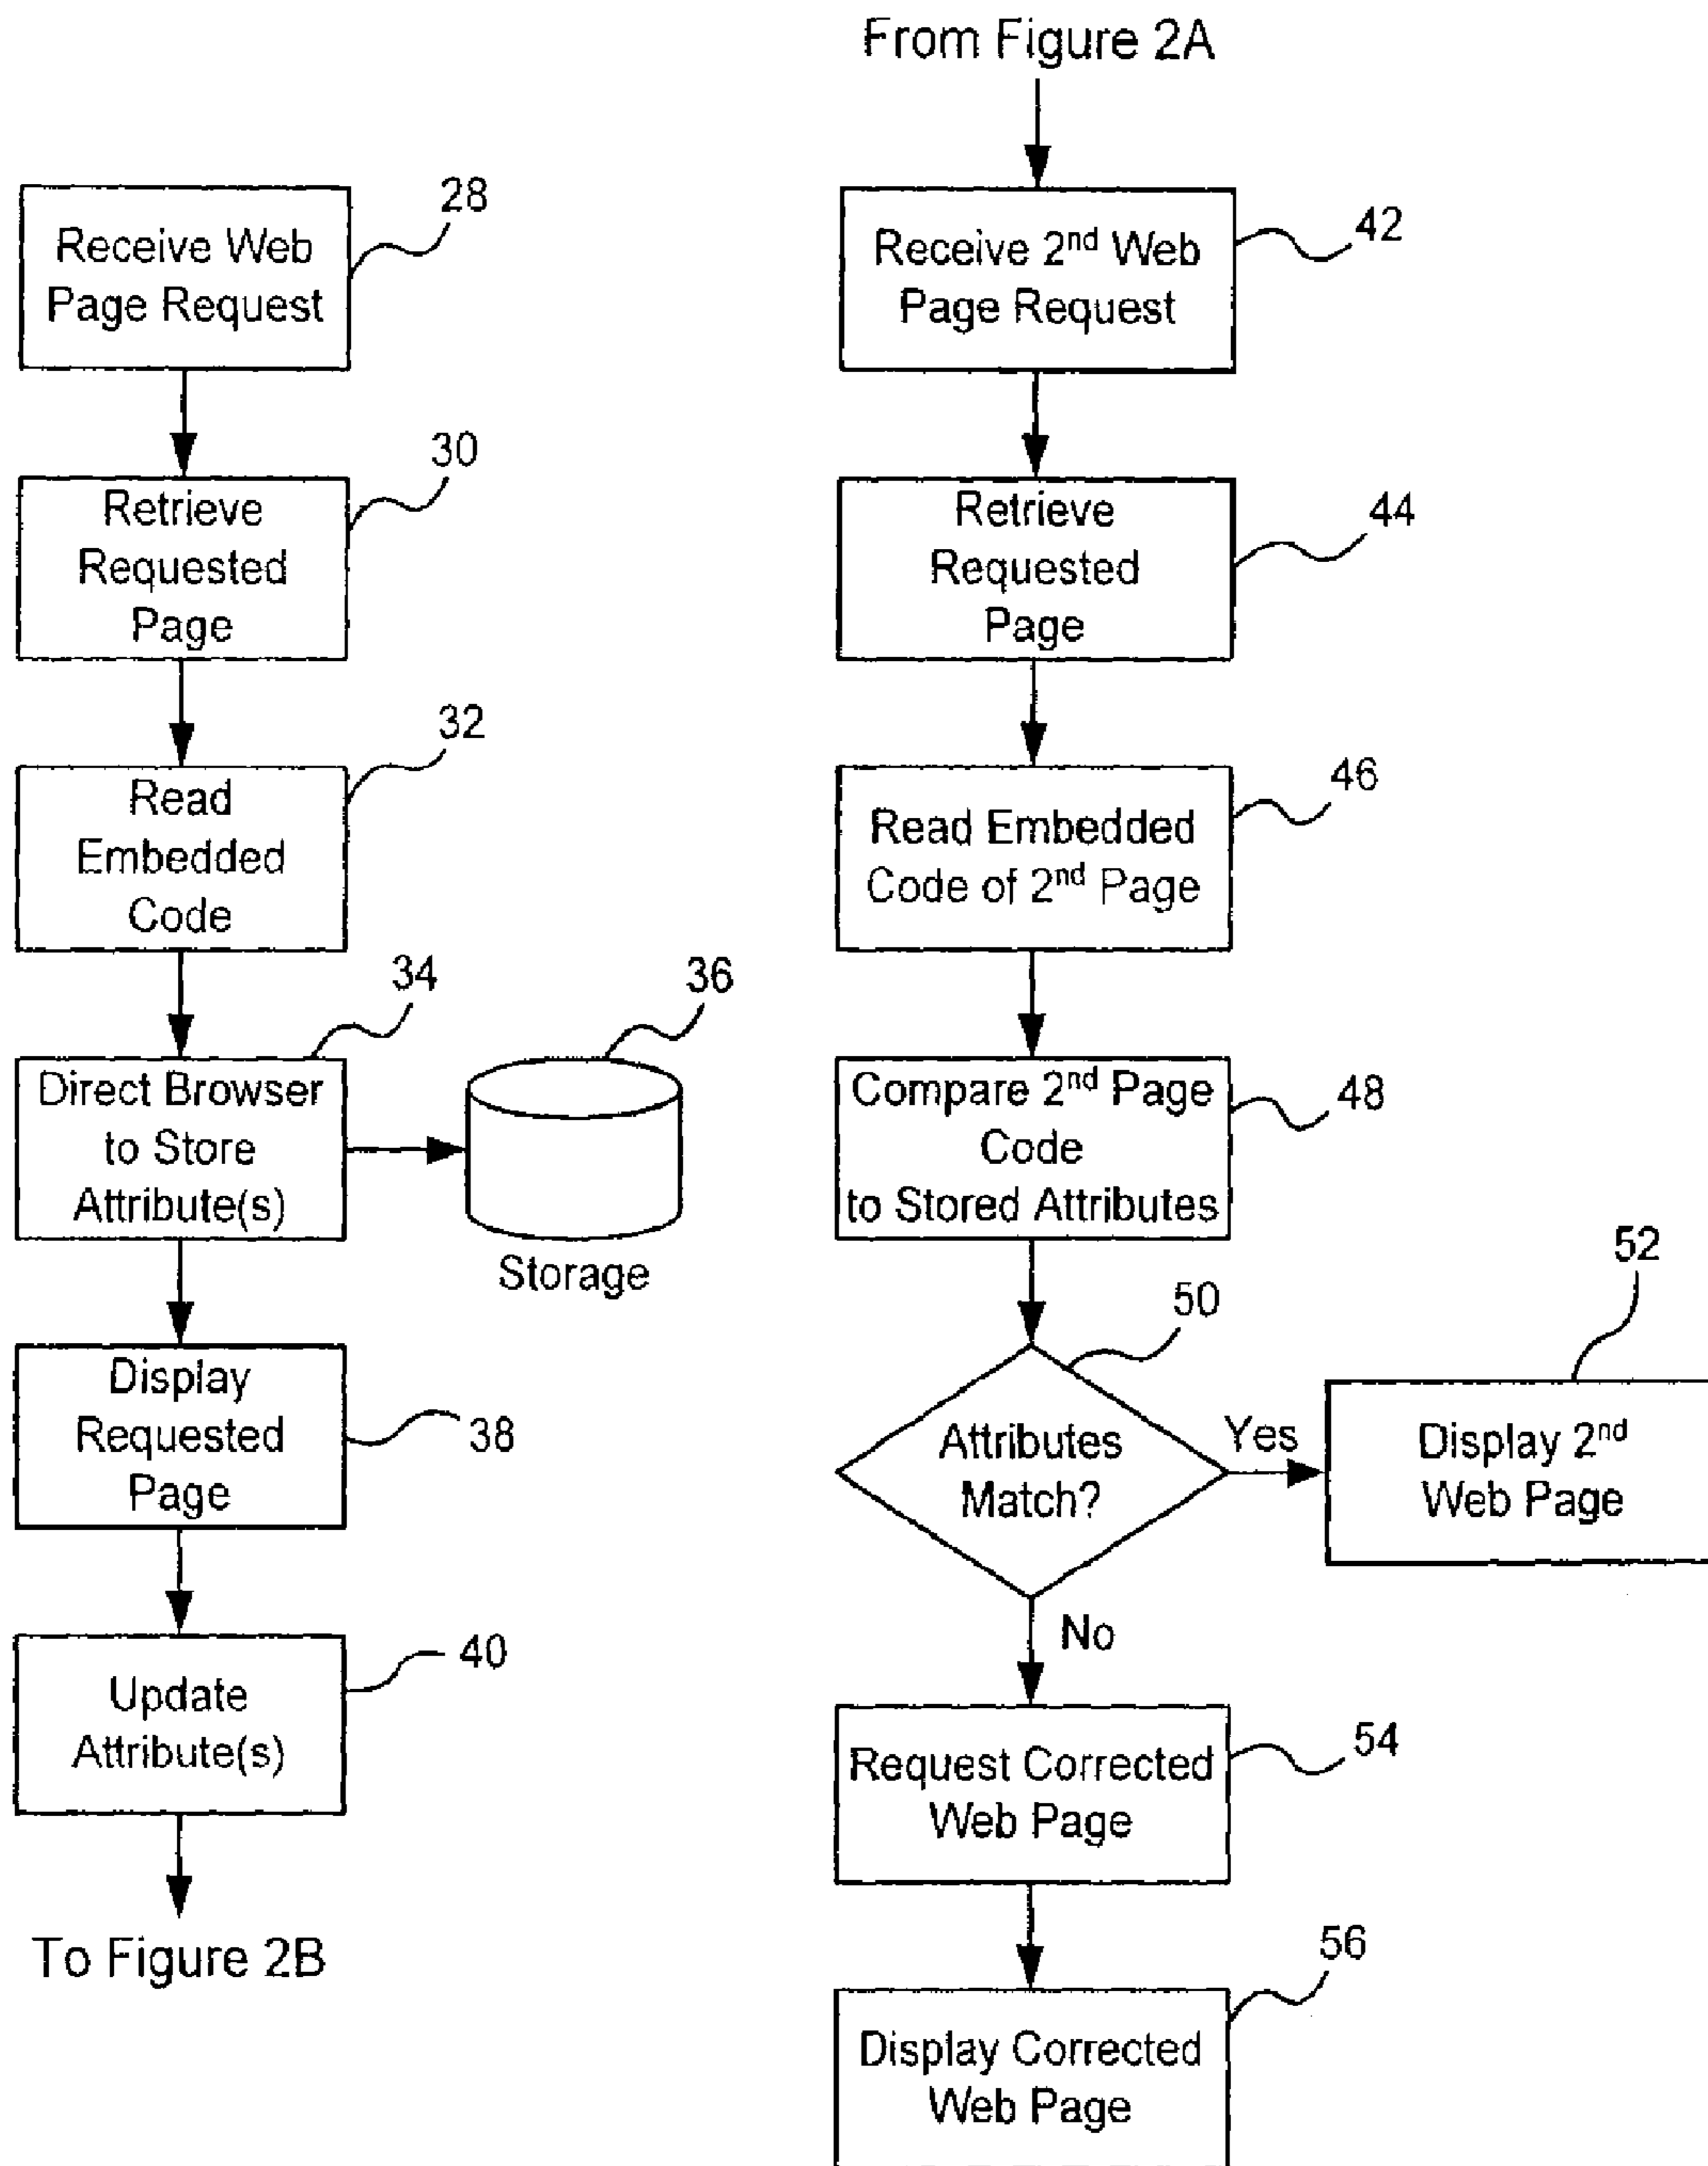 Receive Web
Page Request
28
Retrieve
Requested
Page
30
Read
Embedded
Code
32
Direct Browser
to Store
Attribute(s)
34
36
Storage
Display
Requested
Page
38
Update
Attribute(s)
40
To Figure 2B
From Figure 2A
Receive 2nd Web
Page Request
42
Retrieve
Requested
Page
44
Read Embedded
Code of 2nd Page
46
Compare 2nd Page
Code
to Stored Attributes
48
Attributes
Match?
50
Yes
Display 2nd
Web Page
52
No
Request Corrected
Web Page
54
Display Corrected
Web Page
56